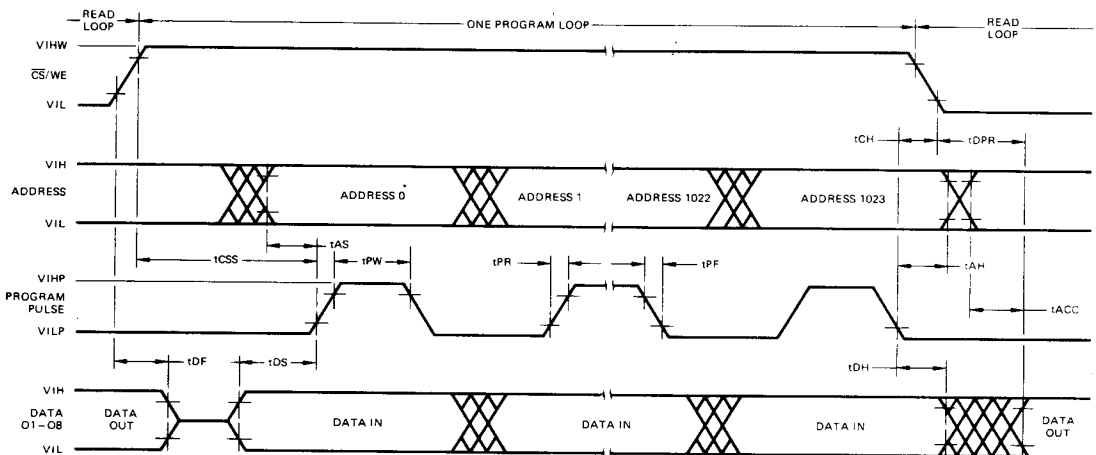 READ LOOP
ONE PROGRAM LOOP
READ LOOP
VIHW
C̅S̅/WE
VIL
tCH
tDPR
VIH
ADDRESS
VIL
ADDRESS 0
ADDRESS 1
ADDRESS 1022
ADDRESS 1023
tAS
tCSS
tPW
tPR
tPF
tAH
VIHP
PROGRAM PULSE
VILP
tACC
tDF
tDS
tDH
VIH
DATA O1-O8
VIL
DATA OUT
DATA IN
DATA IN
DATA IN
DATA OUT